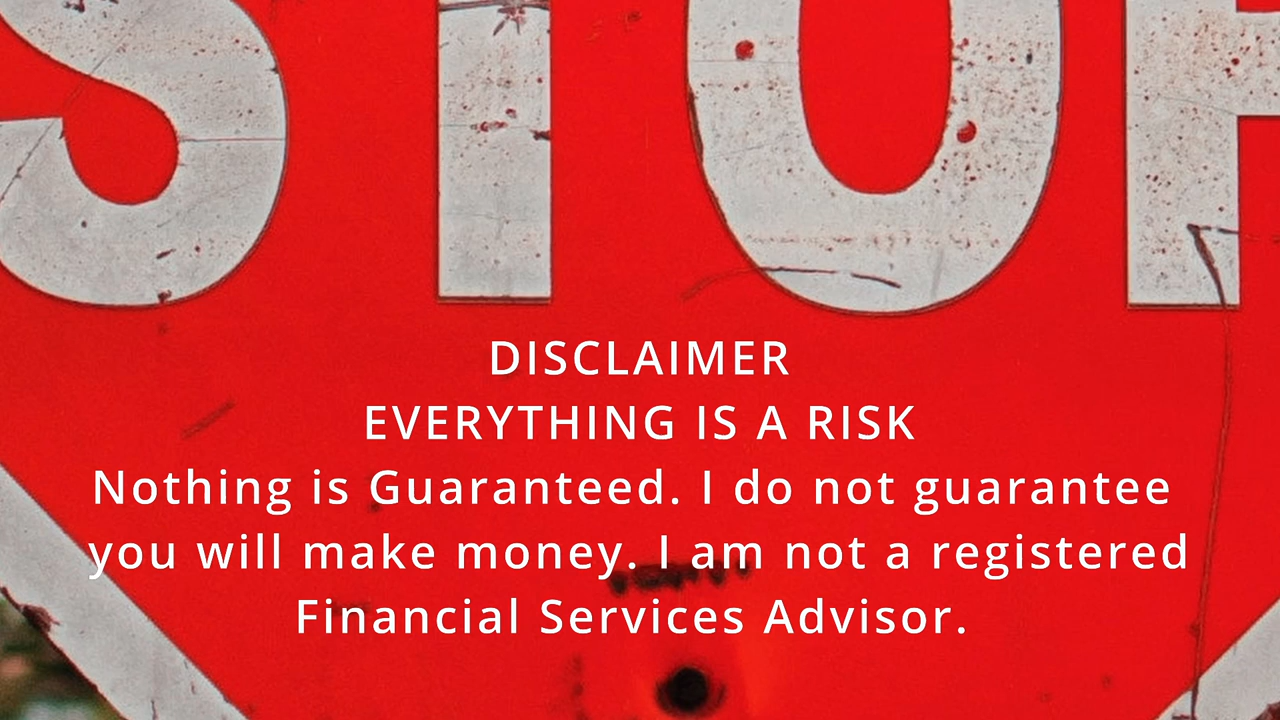 STOP
DISCLAIMER
EVERYTHING IS A RISK
Nothing is Guaranteed. I do not guarantee
you will make money. I am not a registered
Financial Services Advisor.